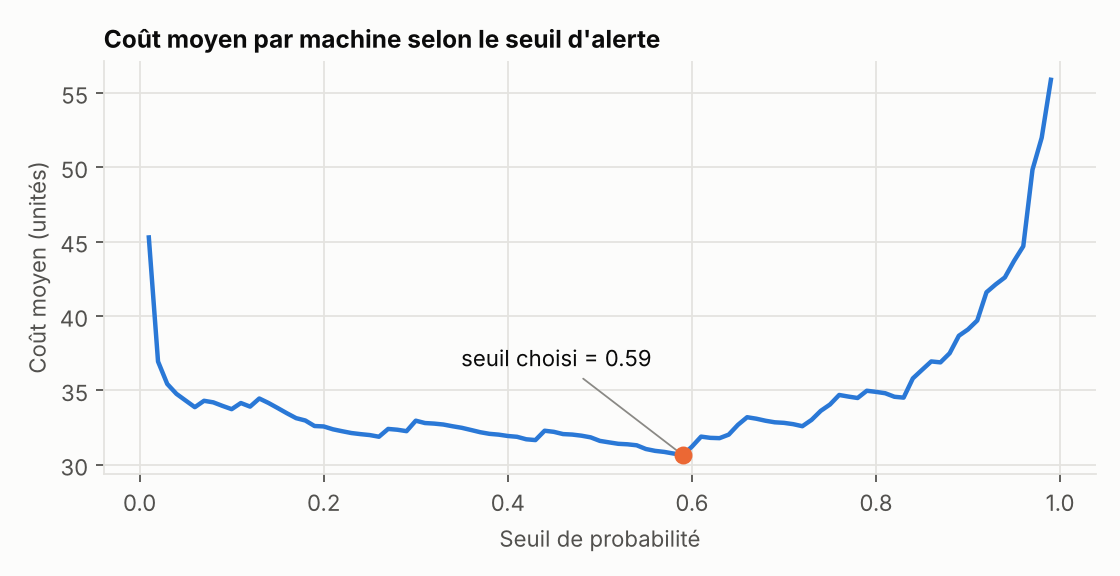 Coût moyen par machine selon le seuil d'alerte
Coût moyen (unités)
55
50
45
40
35
30
seuil choisi = 0.59
0.0 0.2 0.4 0.6 0.8 1.0
Seuil de probabilité